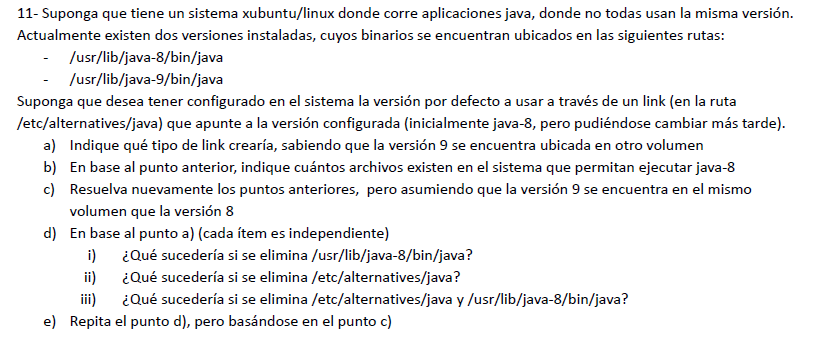 11- Suponga que tiene un sistema xubuntu/linux donde corre aplicaciones java, donde no todas usan la misma versión.
Actualmente existen dos versiones instaladas, cuyos binarios se encuentran ubicados en las siguientes rutas:
- /usr/lib/java-8/bin/java
- /usr/lib/java-9/bin/java
Suponga que desea tener configurado en el sistema la versión por defecto a usar a través de un link (en la ruta
/etc/alternatives/java) que apunte a la versión configurada (inicialmente java-8, pero pudiéndose cambiar más tarde).
a) Indique qué tipo de link crearía, sabiendo que la versión 9 se encuentra ubicada en otro volumen
b) En base al punto anterior, indique cuántos archivos existen en el sistema que permitan ejecutar java-8
c) Resuelva nuevamente los puntos anteriores, pero asumiendo que la versión 9 se encuentra en el mismo
volumen que la versión 8
d) En base al punto a) (cada ítem es independiente)
i) ¿Qué sucedería si se elimina /usr/lib/java-8/bin/java?
ii) ¿Qué sucedería si se elimina /etc/alternatives/java?
iii) ¿Qué sucedería si se elimina /etc/alternatives/java y /usr/lib/java-8/bin/java?
e) Repita el punto d), pero basándose en el punto c)